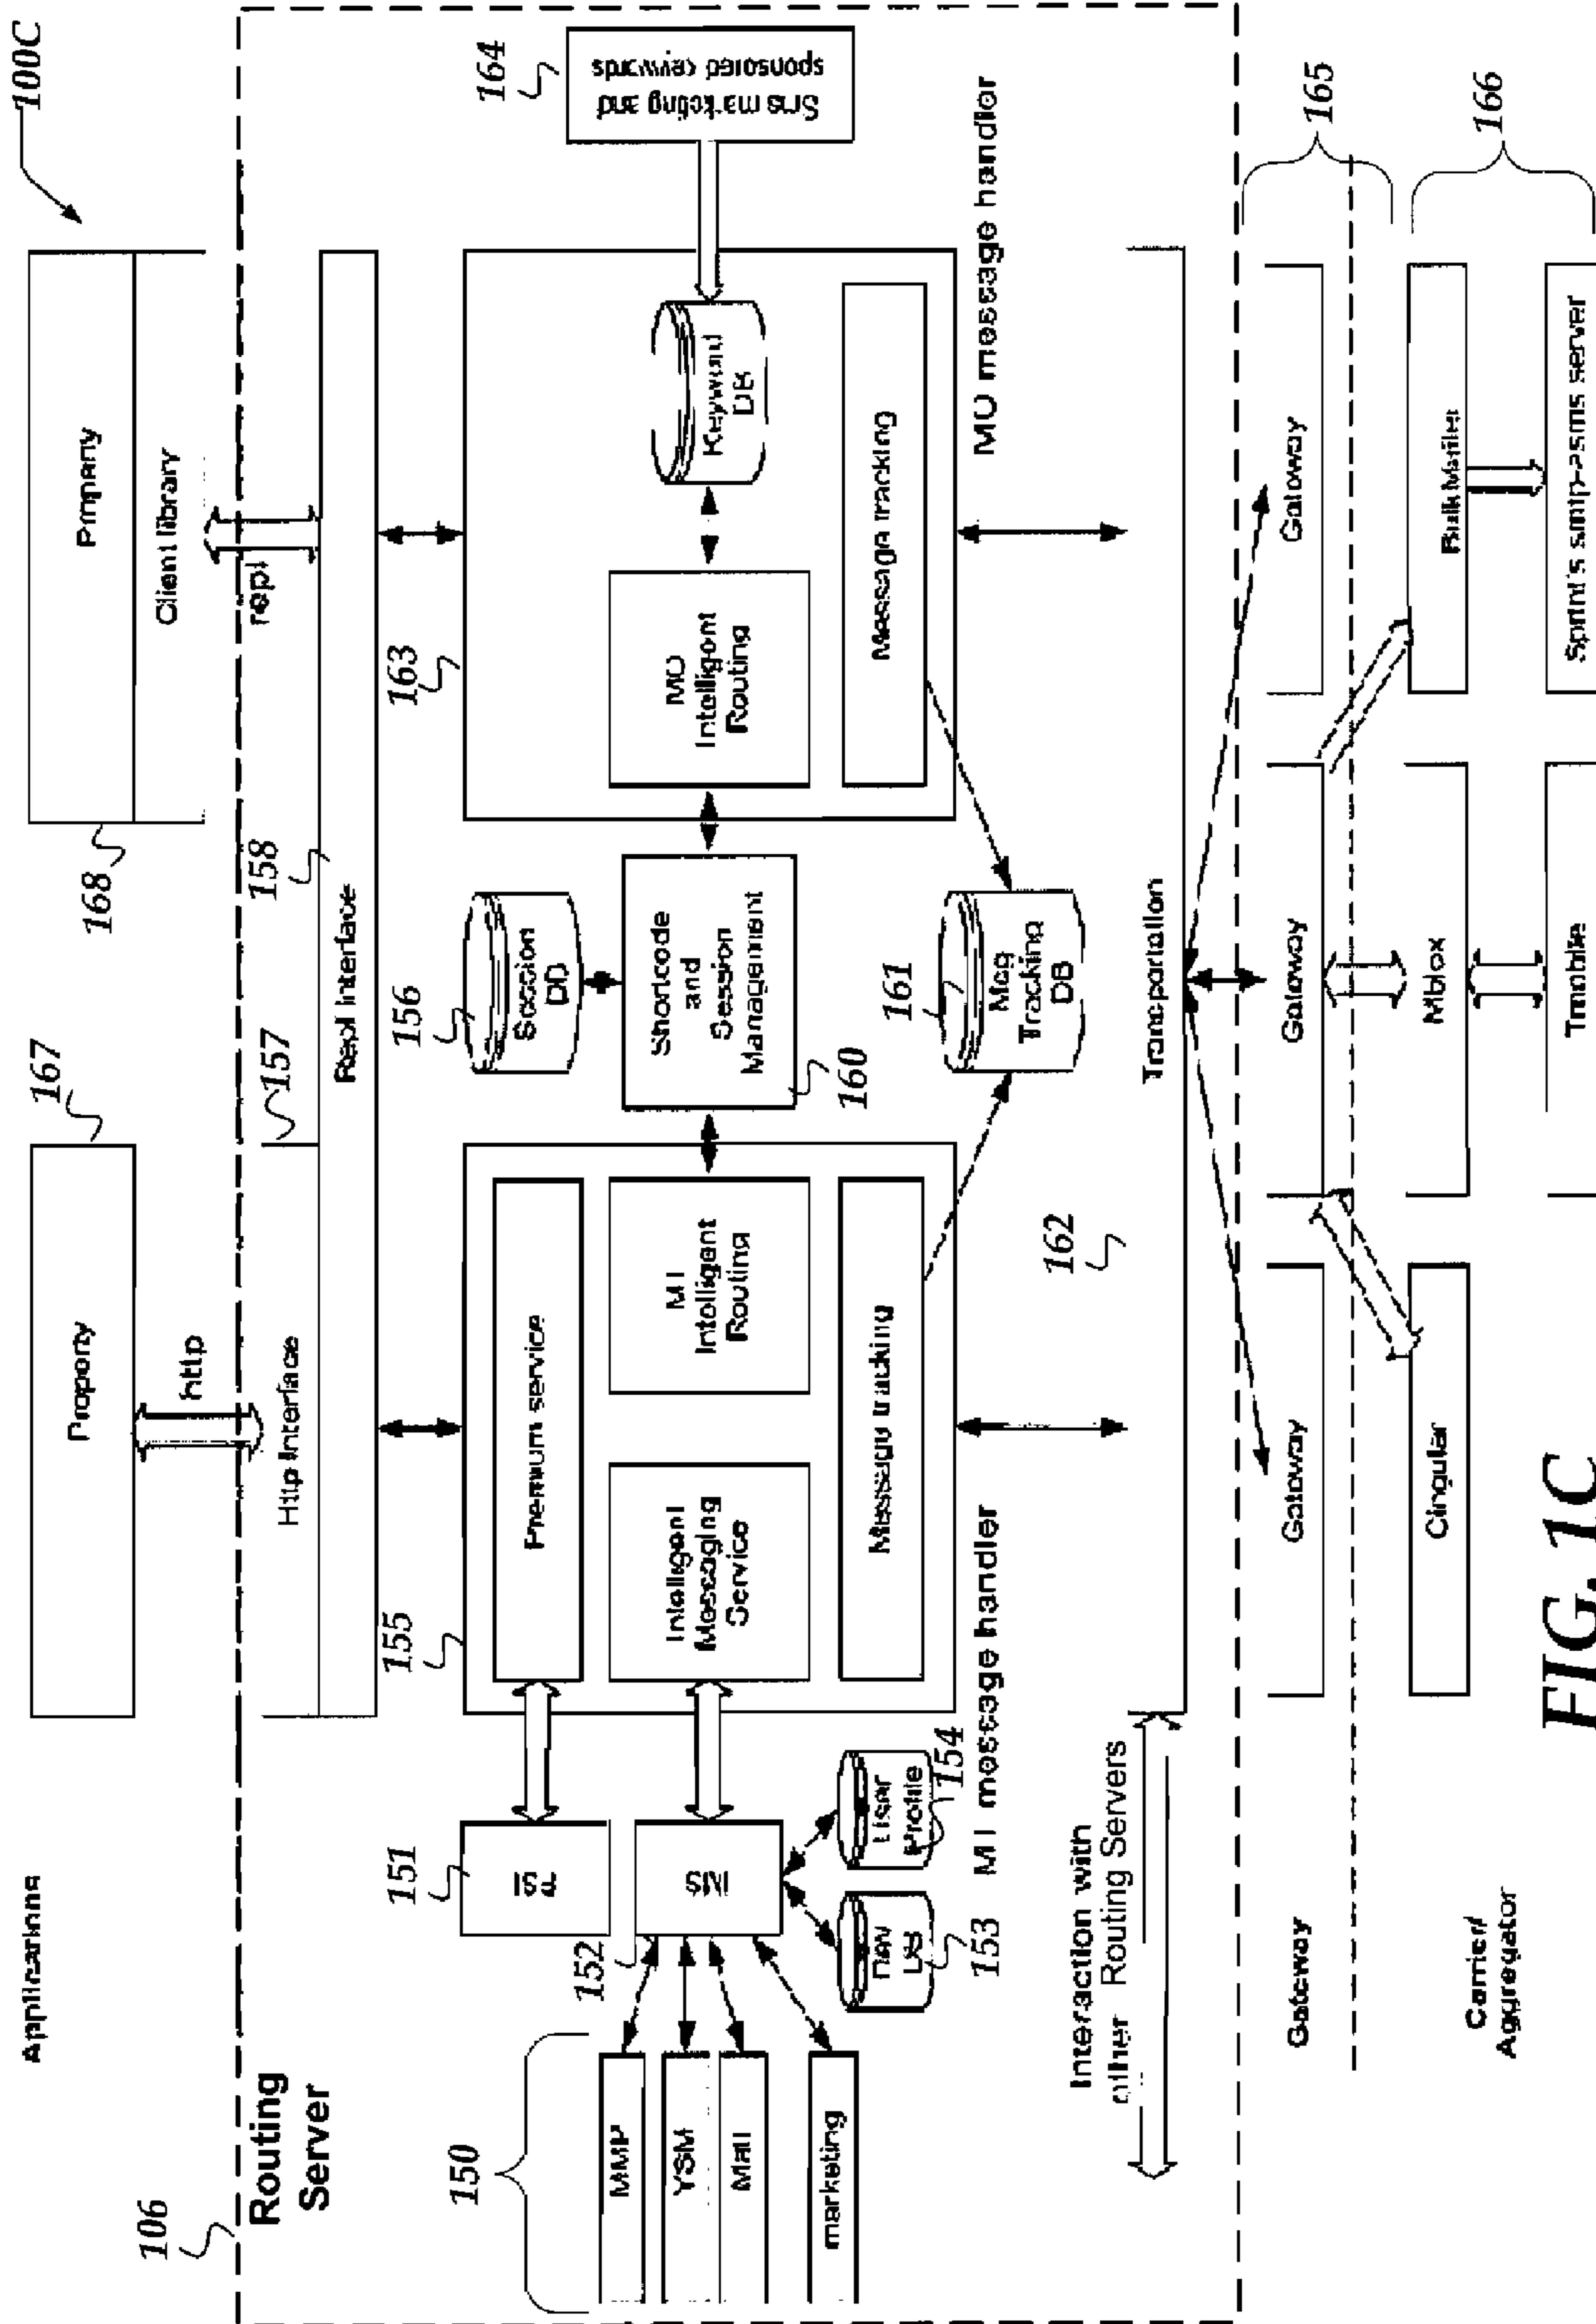 100C
Applications
167
Property
168
Property
Client library
http
repl
106
Routing
Server
157
158
Http Interface
Repl Interface
155
Premium service
Intelligent
Messaging
Service
MT
Intelligent
Routing
Message tracking
MT message handler
156
Session
DB
Shortcode
and
Session
Management
160
161
Msg
Tracking
DB
163
MO
Intelligent
Routing
Keyword
DB
Message tracking
MO message handler
164
Sms marketing and
sponsored keywords
151
152
IMS
150
MMP
YSM
Mail
marketing
153
154
User
Profile
Interaction with
other Routing Servers
162
Transportation
165
Gateway
Gateway
Gateway
Gateway
166
Carrier/
Aggregator
Cingular
Mblox
Bulk Mailer
Tmobile
Sprint's smtp-2sms server
FIG. 1C